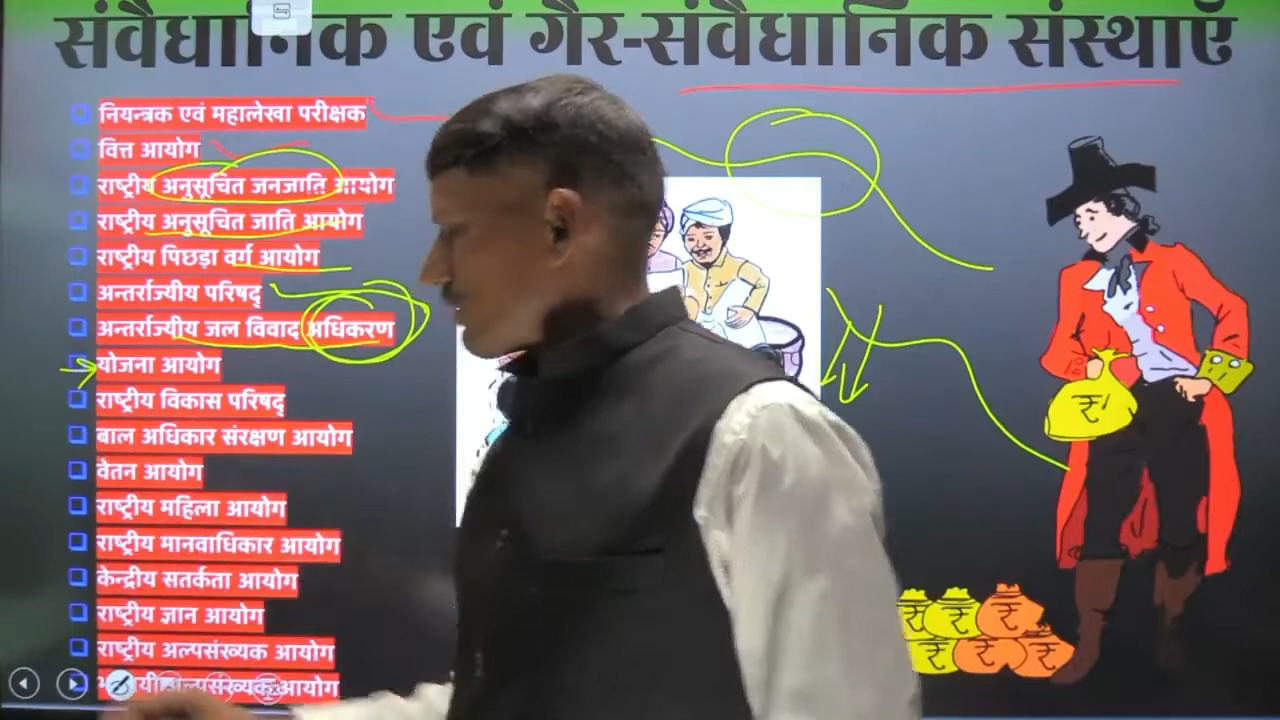 संवैधानिक एवं गैर-संवैधानिक संस्थाएँ
नियन्त्रक एवं महालेखा परीक्षक
वित्त आयोग
राष्ट्रीय अनुसूचित जनजाति आयोग
राष्ट्रीय अनुसूचित जाति आयोग
राष्ट्रीय पिछड़ा वर्ग आयोग
अन्तर्राज्यीय परिषद्
अन्तर्राज्यीय जल विवाद अधिकरण
योजना आयोग
राष्ट्रीय विकास परिषद्
बाल अधिकार संरक्षण आयोग
वेतन आयोग
राष्ट्रीय महिला आयोग
राष्ट्रीय मानवाधिकार आयोग
केन्द्रीय सतर्कता आयोग
राष्ट्रीय ज्ञान आयोग
राष्ट्रीय अल्पसंख्यक आयोग
आयोग
₹
₹ ₹ ₹
₹ ₹ ₹